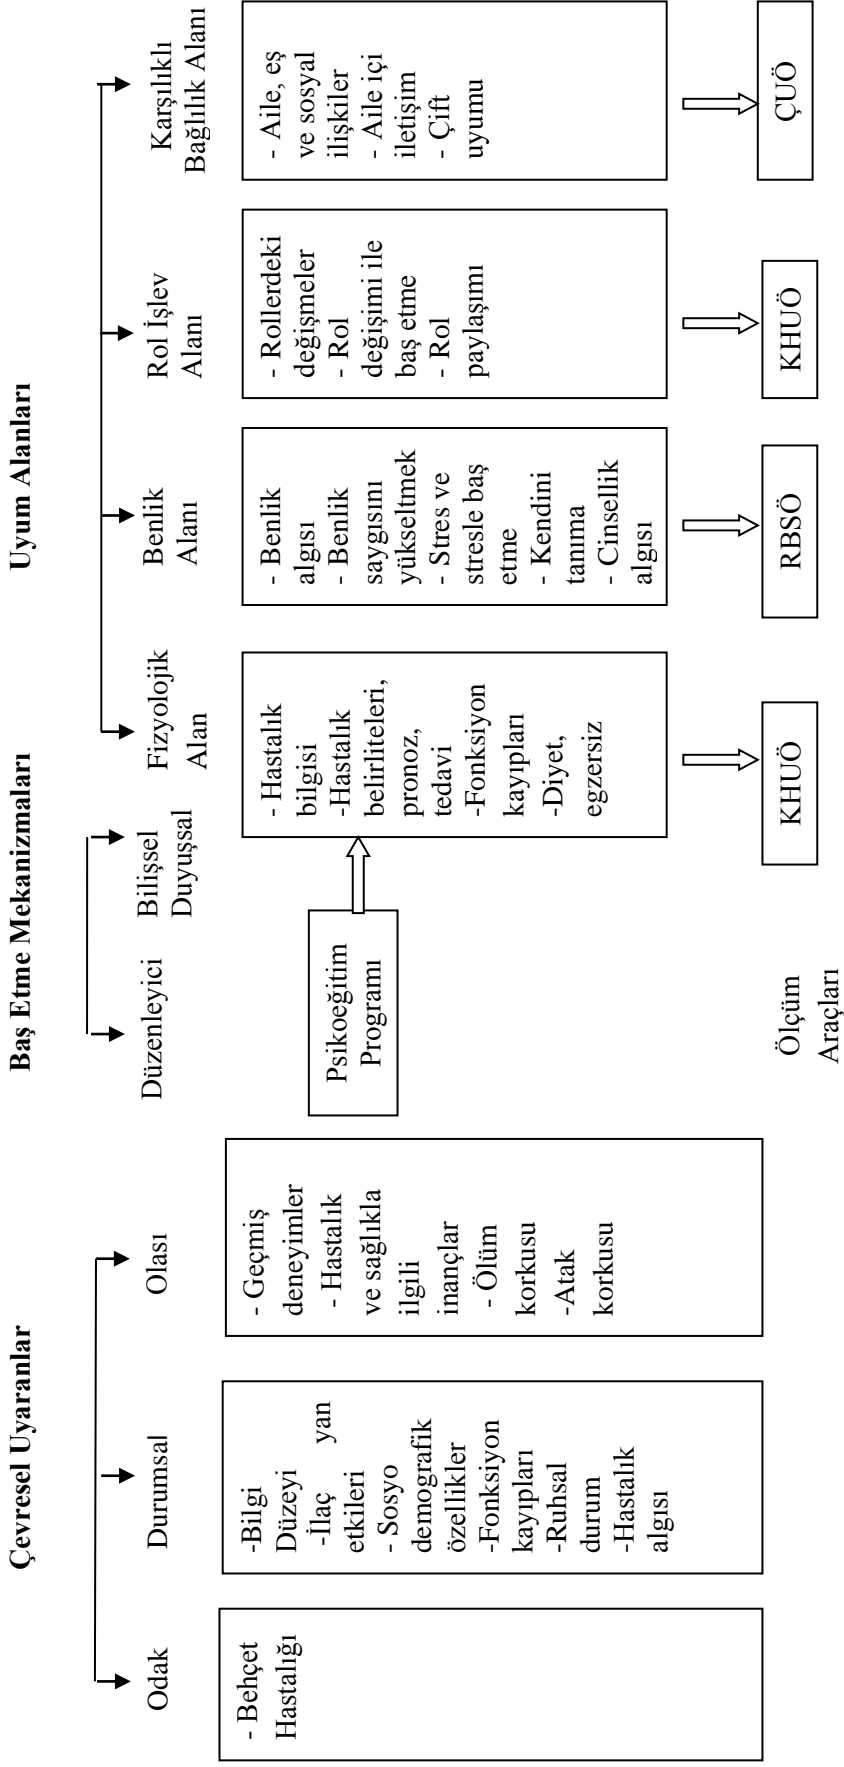 Çevresel Uyaranlar
Baş Etme Mekanizmaları
Uyum Alanları
Odak
Durumsal
Olası
Düzenleyici
Bilişsel
Duyuşsal
Fizyolojik
Alan
Benlik
Alanı
Rol İşlev
Alanı
Karşılıklı
Bağlılık Alanı
- Behçet
Hastalığı
-Bilgi
Düzeyi
-İlaç yan
etkileri
- Sosyo
demografik
özellikler
-Fonksiyon
kayıpları
-Ruhsal
durum
-Hastalık
algısı
- Geçmiş
deneyimler
- Hastalık
ve sağlıkla
ilgili
inançlar
- Ölüm
korkusu
-Atak
korkusu
Psikoeğitim
Programı
- Hastalık
bilgisi
-Hastalık
belirliteleri,
pronoz,
tedavi
-Fonksiyon
kayıpları
-Diyet,
egzersiz
- Benlik
algısı
- Benlik
saygısını
yükseltmek
- Stres ve
stresle baş
etme
- Kendini
tanıma
- Cinsellik
algısı
- Rollerdeki
değişmeler
- Rol
değişimi ile
baş etme
- Rol
paylaşımı
- Aile, eş
ve sosyal
ilişkiler
- Aile içi
iletişim
- Çift
uyumu
Ölçüm
Araçları
KHUÖ
RBSÖ
KHUÖ
ÇUÖ